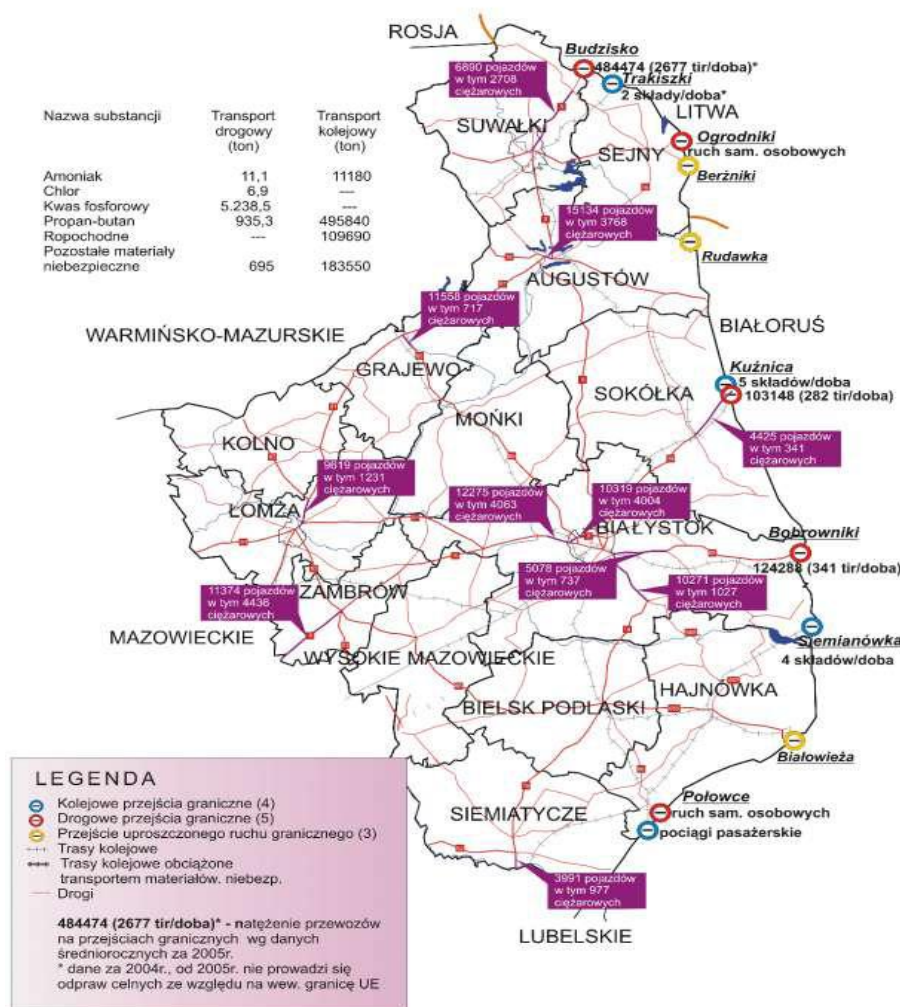 ROSJA
Budzisko
484474 (2677 tir/doba)*
Trakiszki
2 składy/doba*
6890 pojazdów
w tym 2708
ciężarowych
LITWA
SUWAŁKI
Ogrodniki
ruch sam. osobowych
SEJNY
Berżniki
Nazwa substancji Transport drogowy (ton) Transport kolejowy (ton)
Amoniak 11,1 11180
Chlor 6,9 ---
Kwas fosforowy 5.238,5 ---
Propan-butan 935,3 495840
Ropochodne --- 109690
Pozostałe materiały
niebezpieczne 695 183550
15134 pojazdów
w tym 3768
ciężarowych
Rudawka
AUGUSTÓW
11558 pojazdów
w tym 717
ciężarowych
WARMIŃSKO-MAZURSKIE
BIAŁORUŚ
GRAJEWO
Kuźnica
5 składów/doba
103148 (282 tir/doba)
SOKÓŁKA
MOŃKI
KOLNO
4425 pojazdów
w tym 341
ciężarowych
9619 pojazdów
w tym 1231
ciężarowych
12275 pojazdów
w tym 4063
ciężarowych
10319 pojazdów
w tym 4004
ciężarowych
ŁOMŻA
BIAŁYSTOK
Bobrowniki
124288 (341 tir/doba)
5078 pojazdów
w tym 737
ciężarowych
10271 pojazdów
w tym 1027
ciężarowych
11374 pojazdów
w tym 4436
ciężarowych
ZAMBRÓW
MAZOWIECKIE
Siemianówka
4 składów/doba
WYSOKIE MAZOWIECKIE
HAJNÓWKA
BIELSK PODLASKI
Białowieża
SIEMIATYCZE
Połowce
ruch sam. osobowych
pociągi pasażerskie
3991 pojazdów
w tym 977
ciężarowych
LUBELSKIE
LEGENDA
Kolejowe przejścia graniczne (4)
Drogowe przejścia graniczne (5)
Przejście uproszczonego ruchu granicznego (3)
Trasy kolejowe
Trasy kolejowe obciążone
transportem materiałów. niebezp.
Drogi
484474 (2677 tir/doba)* - natężenie przewozów
na przejściach granicznych wg danych
średniorocznych za 2005r.
* dane za 2004r., od 2005r. nie prowadzi się
odpraw celnych ze względu na wew. granicę UE